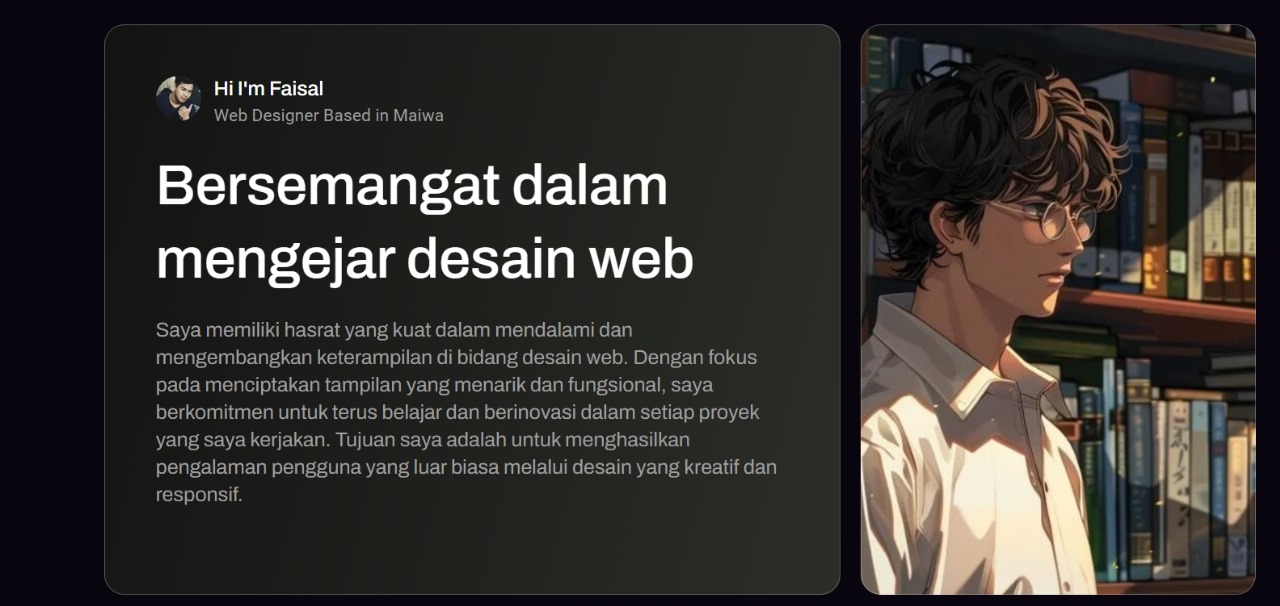 Hi I'm Faisal
Web Designer Based in Maiwa
Bersemangat dalam
mengejar desain web
Saya memiliki hasrat yang kuat dalam mendalami dan
mengembangkan keterampilan di bidang desain web. Dengan fokus
pada menciptakan tampilan yang menarik dan fungsional, saya
berkomitmen untuk terus belajar dan berinovasi dalam setiap proyek
yang saya kerjakan. Tujuan saya adalah untuk menghasilkan
pengalaman pengguna yang luar biasa melalui desain yang kreatif dan
responsif.